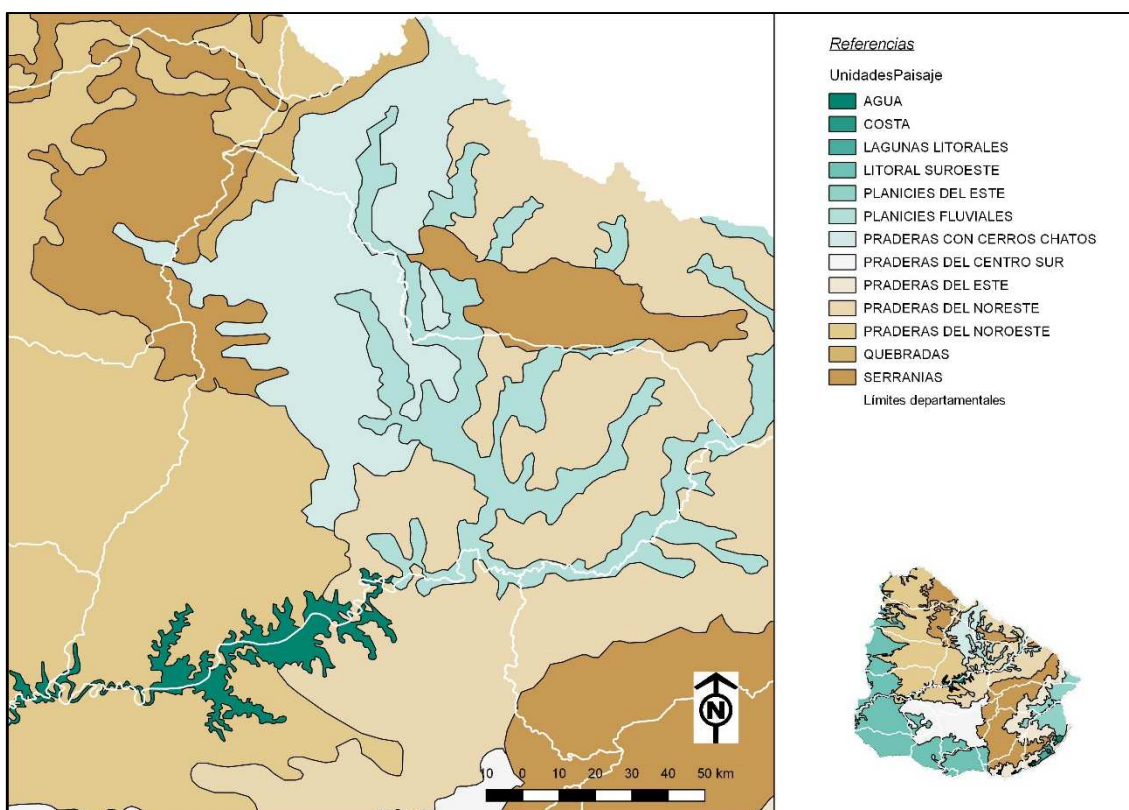 Referencias
UnidadesPaisaje
AGUA
COSTA
LAGUNAS LITORALES
LITORAL SUROESTE
PLANICIES DEL ESTE
PLANICIES FLUVIALES
PRADERAS CON CERROS CHATOS
PRADERAS DEL CENTRO SUR
PRADERAS DEL ESTE
PRADERAS DEL NORESTE
PRADERAS DEL NOROESTE
QUEBRADAS
SERRANIAS
Límites departamentales
N
10 0 10 20 30 40 50 km